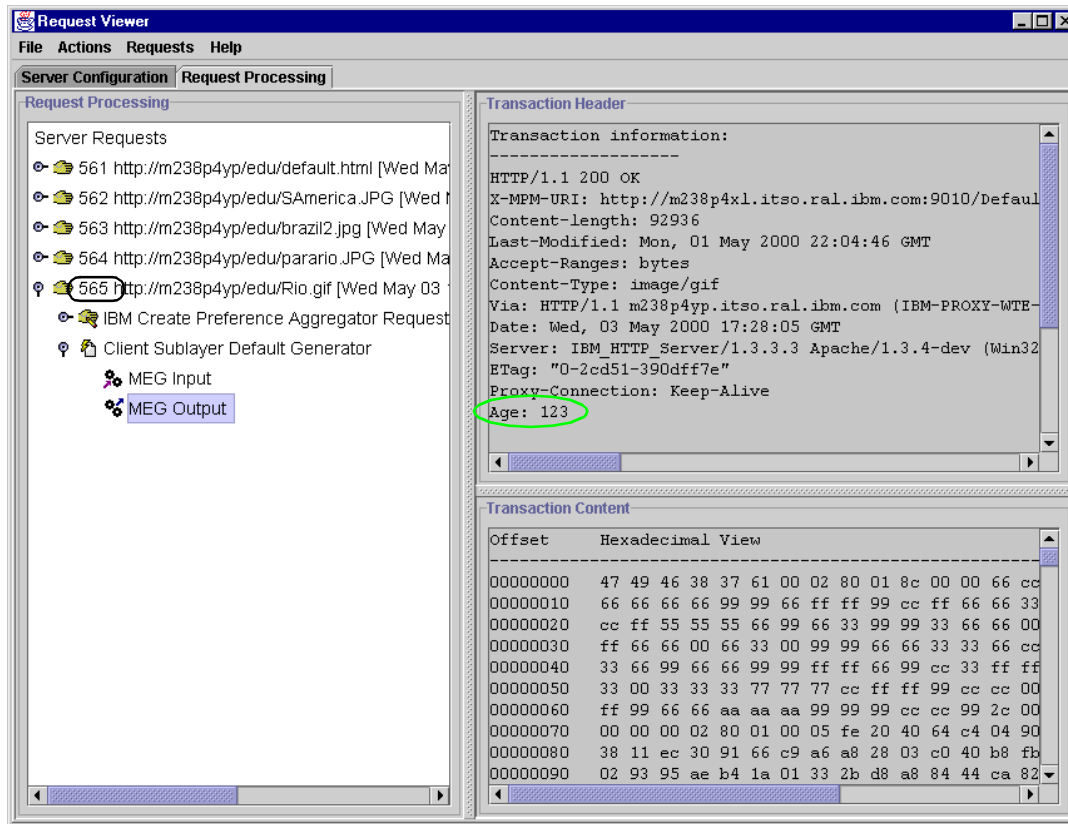 Request Viewer
File Actions Requests Help
Server Configuration Request Processing
Request Processing
Server Requests
561 http://m238p4yp/edu/default.html [Wed Ma
562 http://m238p4yp/edu/SAmerica.JPG [Wed
563 http://m238p4yp/edu/brazil2.jpg [Wed May
564 http://m238p4yp/edu/parario.JPG [Wed Ma
565 http://m238p4yp/edu/Rio.gif [Wed May 03
IBM Create Preference Aggregator Request
Client Sublayer Default Generator
MEG Input
MEG Output
Transaction Header
Transaction information:
-------------------
HTTP/1.1 200 OK
X-MPM-URI: http://m238p4xl.itso.ral.ibm.com:9010/Defaul
Content-length: 92936
Last-Modified: Mon, 01 May 2000 22:04:46 GMT
Accept-Ranges: bytes
Content-Type: image/gif
Via: HTTP/1.1 m238p4yp.itso.ral.ibm.com (IBM-PROXY-WTE-
Date: Wed, 03 May 2000 17:28:05 GMT
Server: IBM_HTTP_Server/1.3.3.3 Apache/1.3.4-dev (Win32
ETag: "0-2cd51-390dff7e"
Proxy-Connection: Keep-Alive
Age: 123
Transaction Content
Offset Hexadecimal View
-------------------------------------------------------
00000000 47 49 46 38 37 61 00 02 80 01 8c 00 00 66 cc
00000010 66 66 66 66 99 99 66 ff ff 99 cc ff 66 66 33
00000020 cc ff 55 55 55 66 99 66 33 99 99 33 66 66 00
00000030 ff 66 66 00 66 33 00 99 99 66 66 33 33 66 cc
00000040 33 66 99 66 66 99 99 ff ff 66 99 cc 33 ff ff
00000050 33 00 33 33 33 77 77 77 cc ff ff 99 cc cc 00
00000060 ff 99 66 66 aa aa aa 99 99 99 cc cc 99 2c 00
00000070 00 00 00 02 80 01 00 05 fe 20 40 64 c4 04 90
00000080 38 11 ec 30 91 66 c9 a6 a8 28 03 c0 40 b8 fb
00000090 02 93 95 ae b4 1a 01 33 2b d8 a8 84 44 ca 82